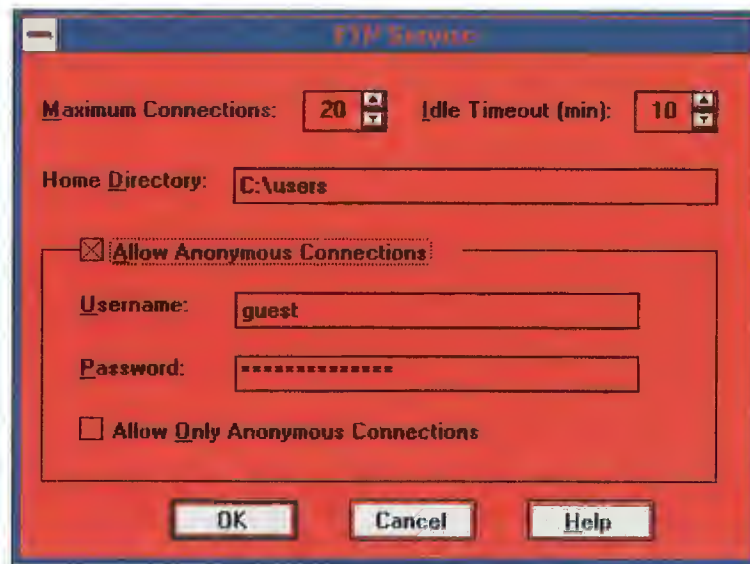 FTP Service
Maximum Connections: 20 Idle Timeout (min): 10
Home Directory: C:\users
Allow Anonymous Connections
Username: guest
Password: **************
Allow Only Anonymous Connections
OK Cancel Help